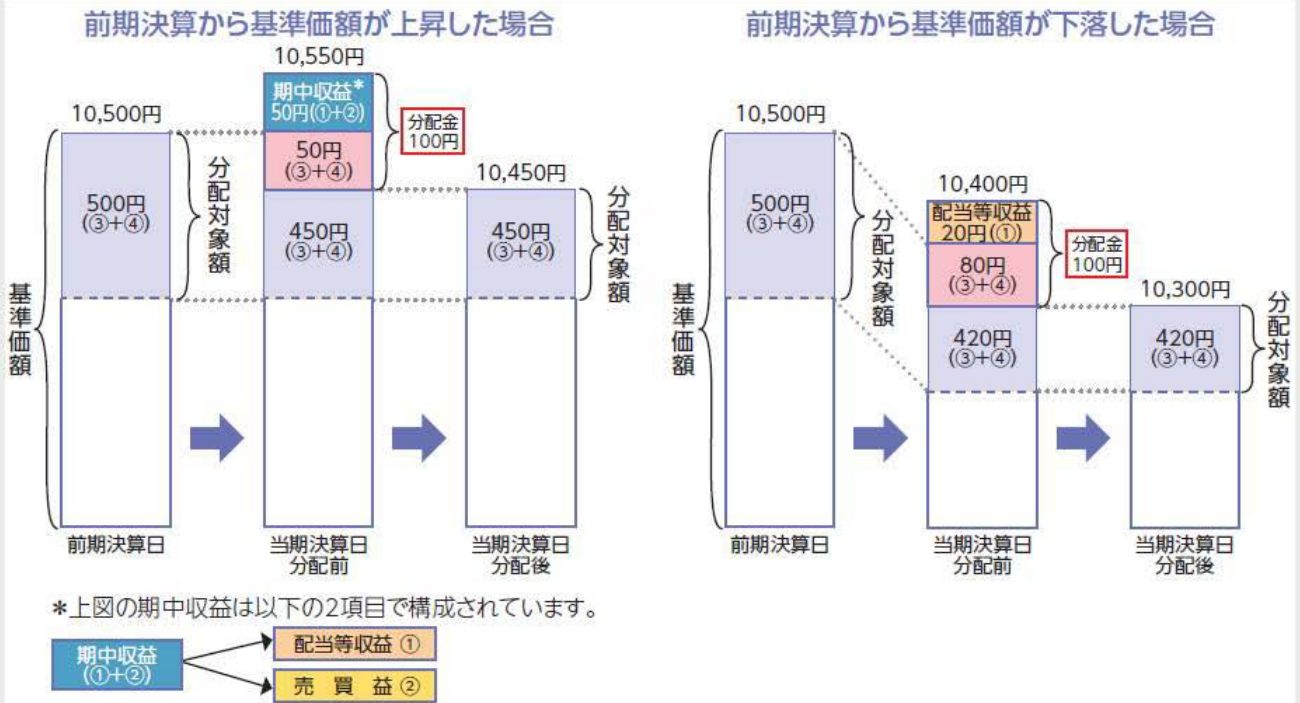 前期決算から基準価額が上昇した場合
10,550円
10,500円
期中収益*
50円(①+②)
分配金
100円
50円
(③+④)
10,450円
500円
(③+④)
分配対象額
450円
(③+④)
450円
(③+④)
分配対象額
基準価額
前期決算日
当期決算日
分配前
当期決算日
分配後
前期決算から基準価額が下落した場合
10,500円
10,400円
配当等収益
20円(①)
分配金
100円
500円
(③+④)
分配対象額
80円
(③+④)
10,300円
420円
(③+④)
420円
(③+④)
分配対象額
基準価額
前期決算日
当期決算日
分配前
当期決算日
分配後
*上図の期中収益は以下の2項目で構成されています。
期中収益
(①+②)
配当等収益 ①
売 買 益 ②